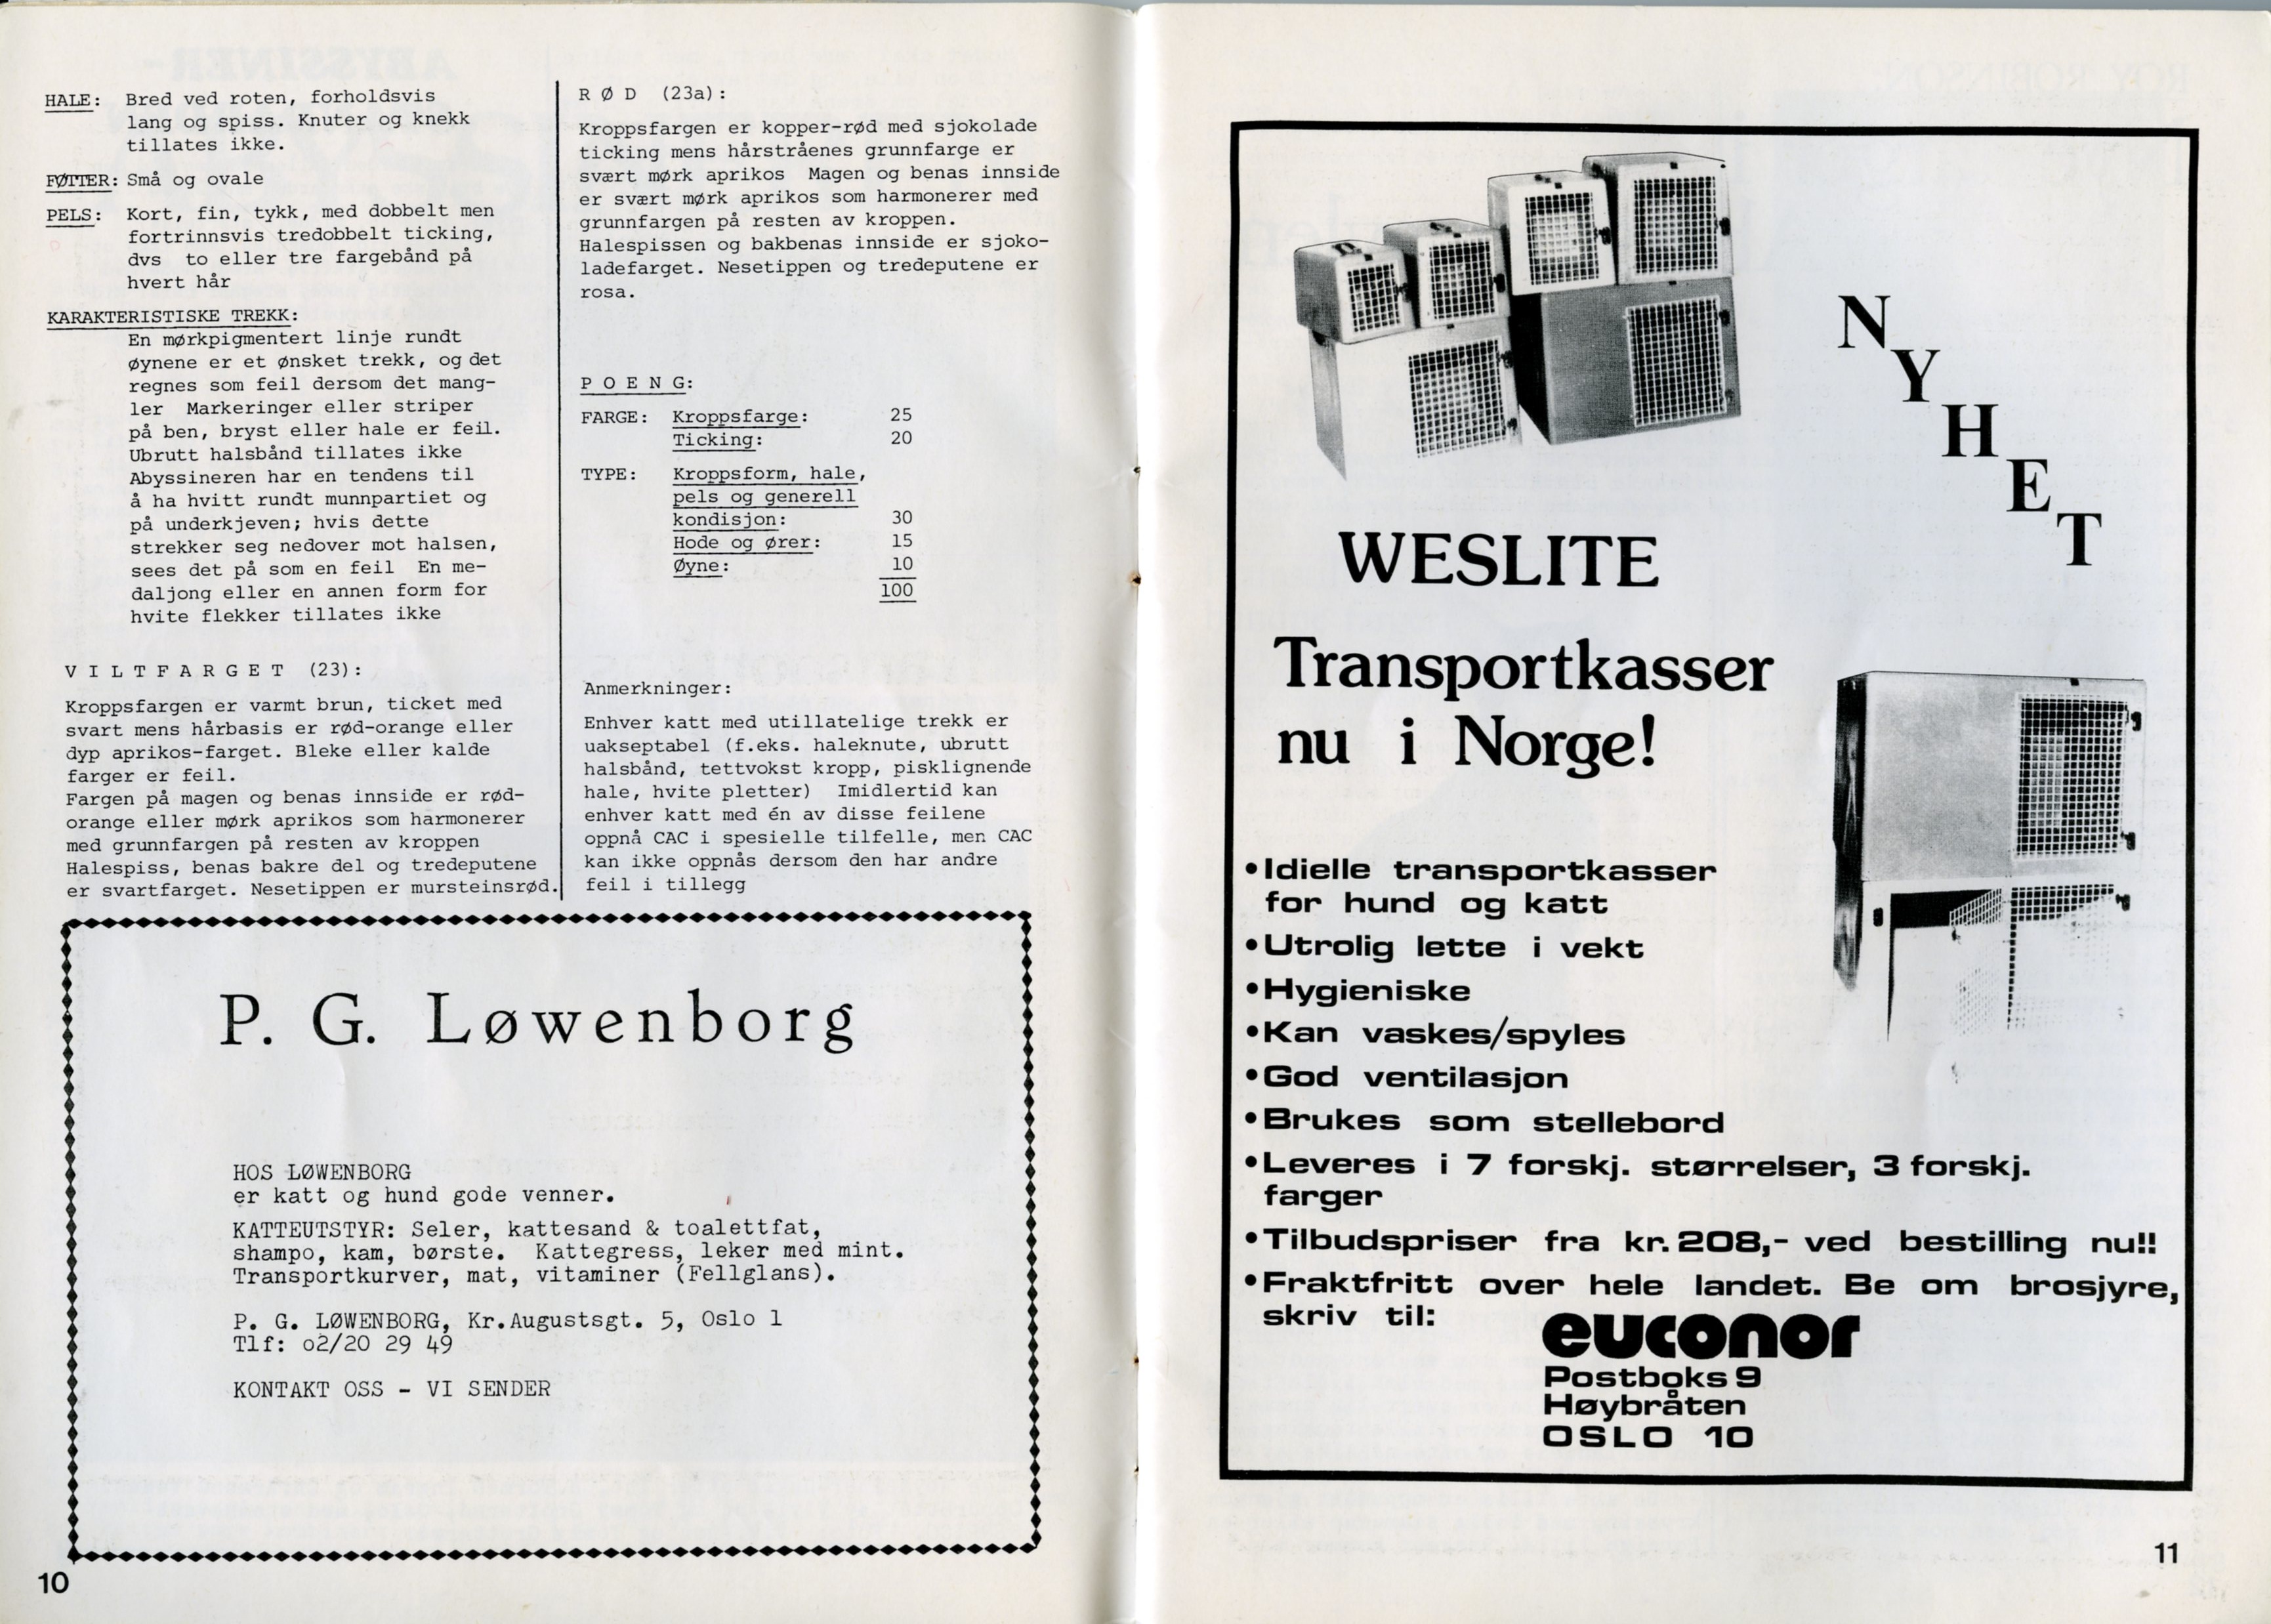 HALE: Bred ved roten, forholdsvis
lang og spiss. Knuter og knekk
tillates ikke.
FØTTER: Små og ovale
PELS: Kort, fin, tykk, med dobbelt men
fortrinnsvis tredobbelt ticking,
dvs to eller tre fargebånd på
hvert hår
KARAKTERISTISKE TREKK:
En mørkpigmentert linje rundt
øynene er et ønsket trekk, og det
regnes som feil dersom det mang-
ler Markeringer eller striper
på ben, bryst eller hale er feil.
Ubrutt halsbånd tillates ikke
Abyssineren har en tendens til
å ha hvitt rundt munnpartiet og
på underkjeven; hvis dette
strekker seg nedover mot halsen,
sees det på som en feil En me-
daljong eller en annen form for
hvite flekker tillates ikke
VILTFARGET (23):
Kroppsfargen er varmt brun, ticket med
svart mens hårbasis er rød-orange eller
dyp aprikos-farget. Bleke eller kalde
farger er feil.
Fargen på magen og benas innside er rød-
orange eller mørk aprikos som harmonerer
med grunnfargen på resten av kroppen
Halespiss, benas bakre del og tredeputene
er svartfarget. Nesetippen er mursteinsrød.
RØD (23a):
Kroppsfargen er kopper-rød med sjokolade
ticking mens hårstråenes grunnfarge er
svært mørk aprikos Magen og benas innside
er svært mørk aprikos som harmonerer med
grunnfargen på resten av kroppen.
Halespissen og bakbenas innside er sjoko-
ladefarget. Nesetippen og tredeputene er
rosa.
POENG:
FARGE: Kroppsfarge: 25
Ticking: 20
TYPE: Kroppsform, hale,
pels og generell
kondisjon: 30
Hode og ører: 15
Øyne: 10
100
Anmerkninger:
Enhver katt med utillatelige trekk er
uakseptabel (f.eks. haleknute, ubrutt
halsbånd, tettvokst kropp, pisklignende
hale, hvite pletter) Imidlertid kan
enhver katt med én av disse feilene
oppnå CAC i spesielle tilfelle, men CAC
kan ikke oppnås dersom den har andre
feil i tillegg
P. G. Løwenborg
HOS LØWENBORG
er katt og hund gode venner.
KATTEUTSTYR: Seler, kattesand & toalettfat,
shampo, kam, børste. Kattegress, leker med mint.
Transportkurver, mat, vitaminer (Fellglans).
P. G. LØWENBORG, Kr.Augustsgt. 5, Oslo 1
Tlf: o2/20 29 49
KONTAKT OSS - VI SENDER
10
NYHET
WESLITE
Transportkasser
nu i Norge!
•Idielle transportkasser
for hund og katt
•Utrolig lette i vekt
•Hygieniske
•Kan vaskes/spyles
•God ventilasjon
•Brukes som stellebord
•Leveres i 7 forskj. størrelser, 3 forskj.
farger
•Tilbudspriser fra kr. 208,- ved bestilling nu!!
•Fraktfritt over hele landet. Be om brosjyre,
skriv til:
euconor
Postboks 9
Høybråten
OSLO 10
11